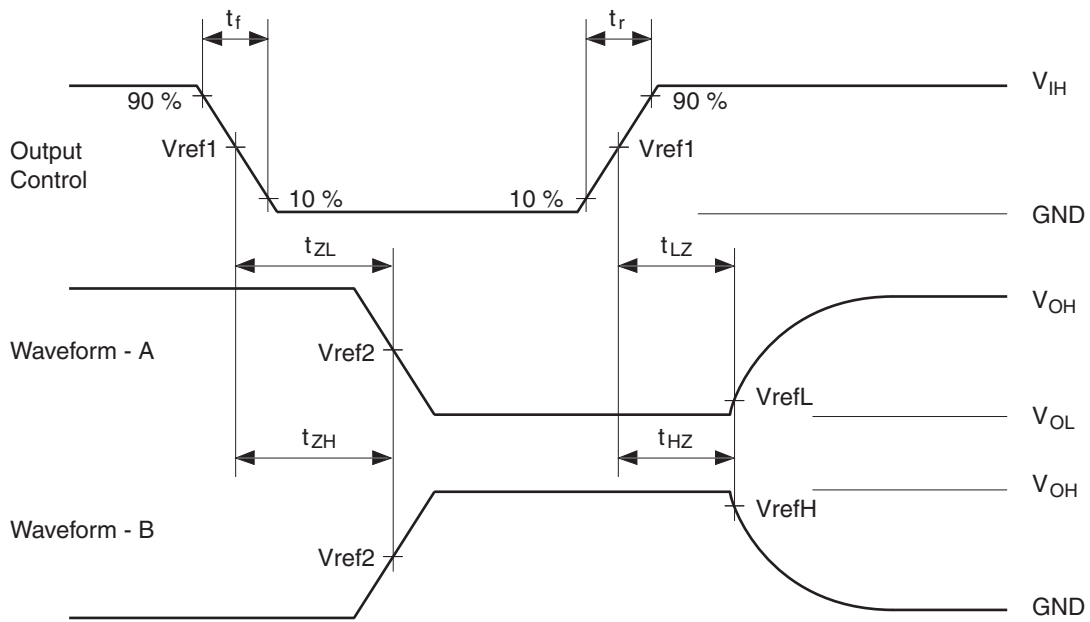 tf
tr
90 %
90 %
VIH
Output
Control
Vref1
Vref1
10 %
10 %
GND
tZL
tLZ
VOH
Waveform - A
Vref2
VrefL
VOL
tZH
tHZ
VOH
VrefH
Waveform - B
Vref2
GND